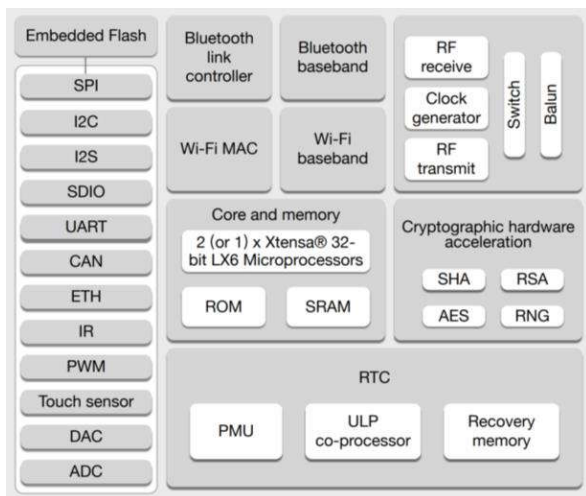 Embedded Flash
SPI
I2C
I2S
SDIO
UART
CAN
ETH
IR
PWM
Touch sensor
DAC
ADC
Bluetooth
link
controller
Bluetooth
baseband
Wi-Fi MAC
Wi-Fi
baseband
RF
receive
Clock
generator
RF
transmit
Switch
Balun
Core and memory
2 (or 1) x Xtensa® 32-
bit LX6 Microprocessors
ROM
SRAM
Cryptographic hardware
acceleration
SHA
RSA
AES
RNG
RTC
PMU
ULP
co-processor
Recovery
memory